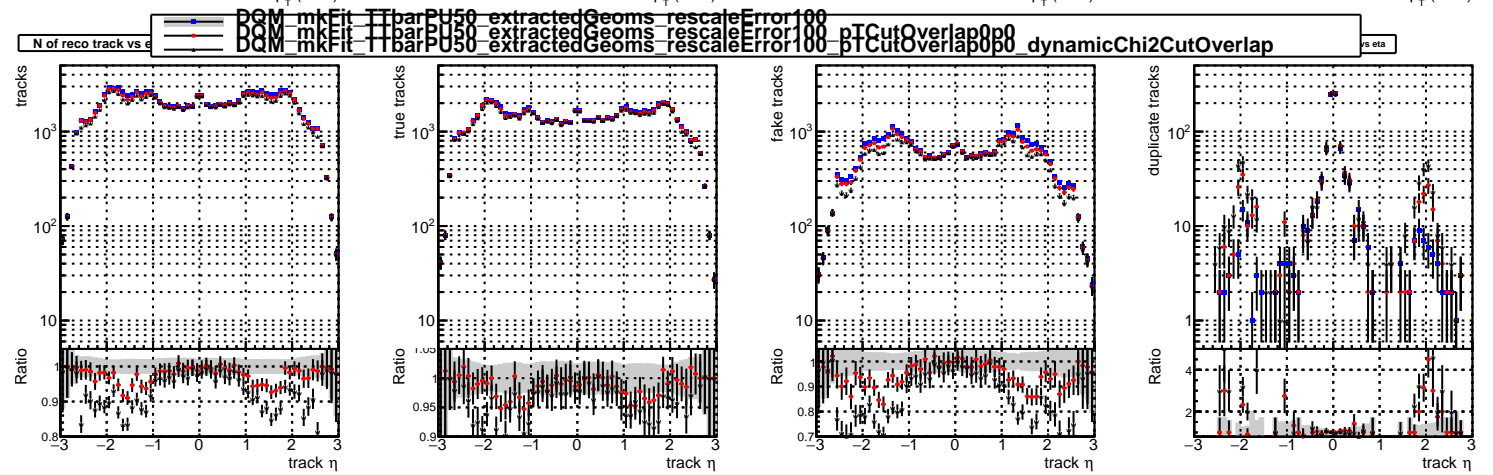 DQM_mkFit_TTbarPU50_extractedGeoms_rescaleError100
DQM_mkFit_TTbarPU50_extractedGeoms_rescaleError100_pTCutOverlap0p0
DQM_mkFit_TTbarPU50_extractedGeoms_rescaleError100_pTCutOverlap0p0_dynamicChi2CutOverlap
N of reco track vs e
vs eta
tracks
10³
10²
10
Ratio
1
0.9
0.8
−3 −2 −1 0 1 2 3
track η
true tracks
10³
10²
10
Ratio
1.05
1
0.95
0.9
−3 −2 −1 0 1 2 3
track η
fake tracks
10³
10²
10
Ratio
1
0.9
0.8
0.7
−3 −2 −1 0 1 2 3
track η
duplicate tracks
10²
10
1
Ratio
4
2
−3 −2 −1 0 1 2 3
track η